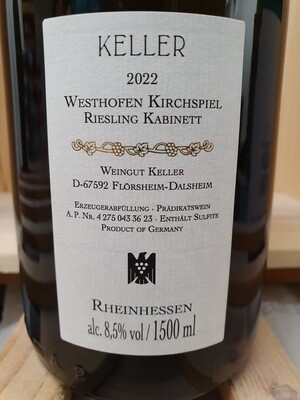 KELLER
2022
WESTHOFEN KIRCHSPIEL
RIESLING KABINETT
WEINGUT KELLER
D-67592 FLÖRSHEIM-DALSHEIM
ERZEUGERABFÜLLUNG - PRÄDIKATSWEIN
A. P. NR. 4 275 043 36 23 - ENTHÄLT SULFITE
PRODUCT OF GERMANY
RHEINHESSEN
alc. 8,5% vol / 1500 ml